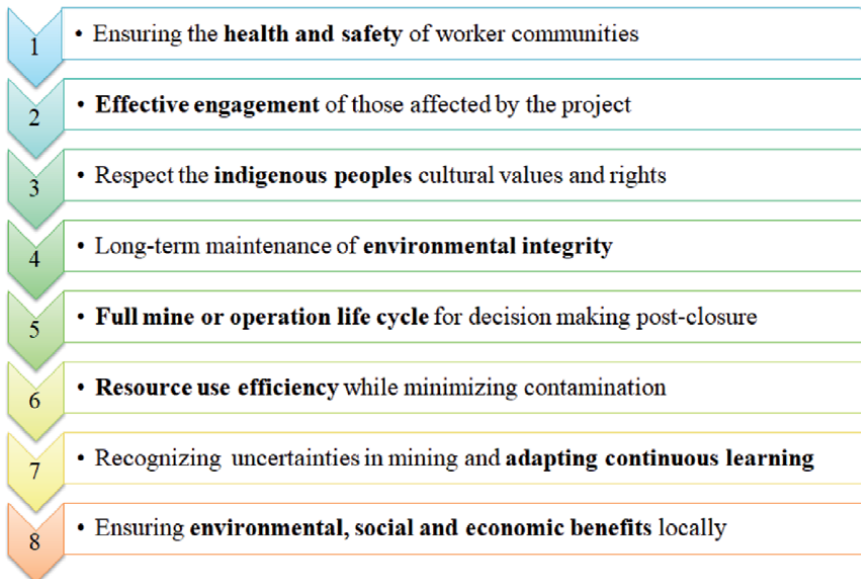 1 • Ensuring the health and safety of worker communities
2 • Effective engagement of those affected by the project
3 • Respect the indigenous peoples cultural values and rights
4 • Long-term maintenance of environmental integrity
5 • Full mine or operation life cycle for decision making post-closure
6 • Resource use efficiency while minimizing contamination
7 • Recognizing uncertainties in mining and adapting continuous learning
8 • Ensuring environmental, social and economic benefits locally